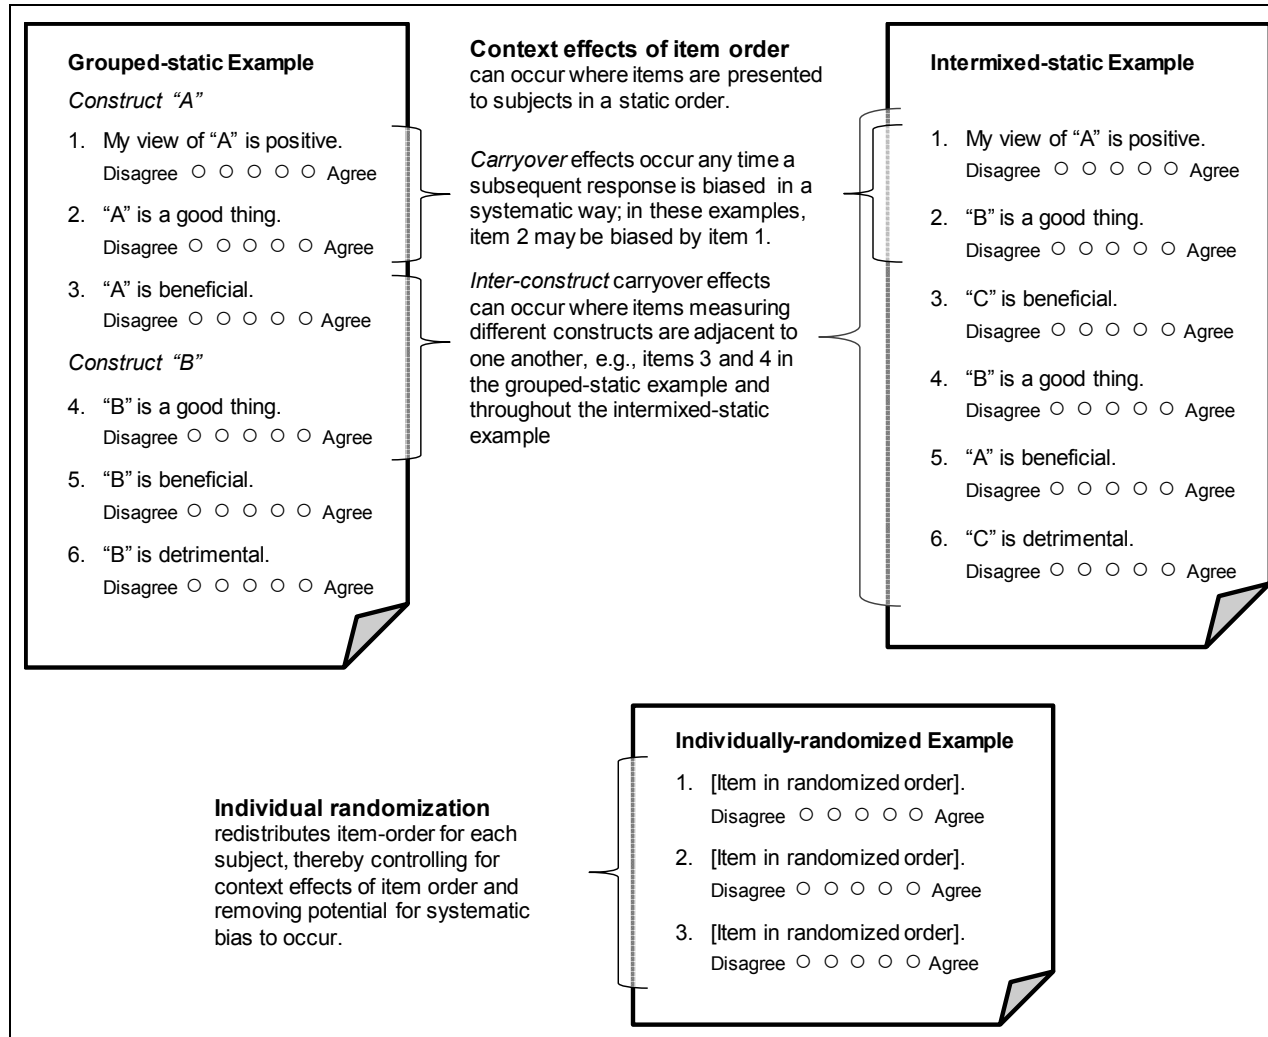 Grouped-static Example
Construct “A”
1. My view of “A” is positive.
Disagree ○ ○ ○ ○ ○ Agree
2. “A” is a good thing.
Disagree ○ ○ ○ ○ ○ Agree
3. “A” is beneficial.
Disagree ○ ○ ○ ○ ○ Agree
Construct “B”
4. “B” is a good thing.
Disagree ○ ○ ○ ○ ○ Agree
5. “B” is beneficial.
Disagree ○ ○ ○ ○ ○ Agree
6. “B” is detrimental.
Disagree ○ ○ ○ ○ ○ Agree
Context effects of item order
can occur where items are presented
to subjects in a static order.
Carryover effects occur any time a
subsequent response is biased in a
systematic way; in these examples,
item 2 may be biased by item 1.
Inter-construct carryover effects
can occur where items measuring
different constructs are adjacent to
one another, e.g., items 3 and 4 in
the grouped-static example and
throughout the intermixed-static
example
Intermixed-static Example
1. My view of “A” is positive.
Disagree ○ ○ ○ ○ ○ Agree
2. “B” is a good thing.
Disagree ○ ○ ○ ○ ○ Agree
3. “C” is beneficial.
Disagree ○ ○ ○ ○ ○ Agree
4. “B” is a good thing.
Disagree ○ ○ ○ ○ ○ Agree
5. “A” is beneficial.
Disagree ○ ○ ○ ○ ○ Agree
6. “C” is detrimental.
Disagree ○ ○ ○ ○ ○ Agree
Individual randomization
redistributes item-order for each
subject, thereby controlling for
context effects of item order and
removing potential for systematic
bias to occur.
Individually-randomized Example
1. [Item in randomized order].
Disagree ○ ○ ○ ○ ○ Agree
2. [Item in randomized order].
Disagree ○ ○ ○ ○ ○ Agree
3. [Item in randomized order].
Disagree ○ ○ ○ ○ ○ Agree